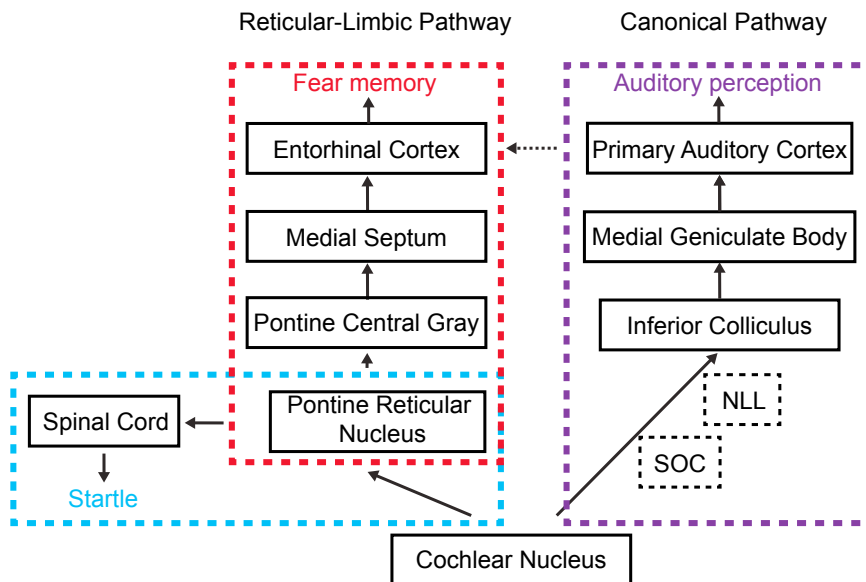 Reticular-Limbic Pathway
Canonical Pathway
Fear memory
Auditory perception
Entorhinal Cortex
Primary Auditory Cortex
Medial Septum
Medial Geniculate Body
Pontine Central Gray
Inferior Colliculus
Spinal Cord
Pontine Reticular
Nucleus
NLL
SOC
Startle
Cochlear Nucleus